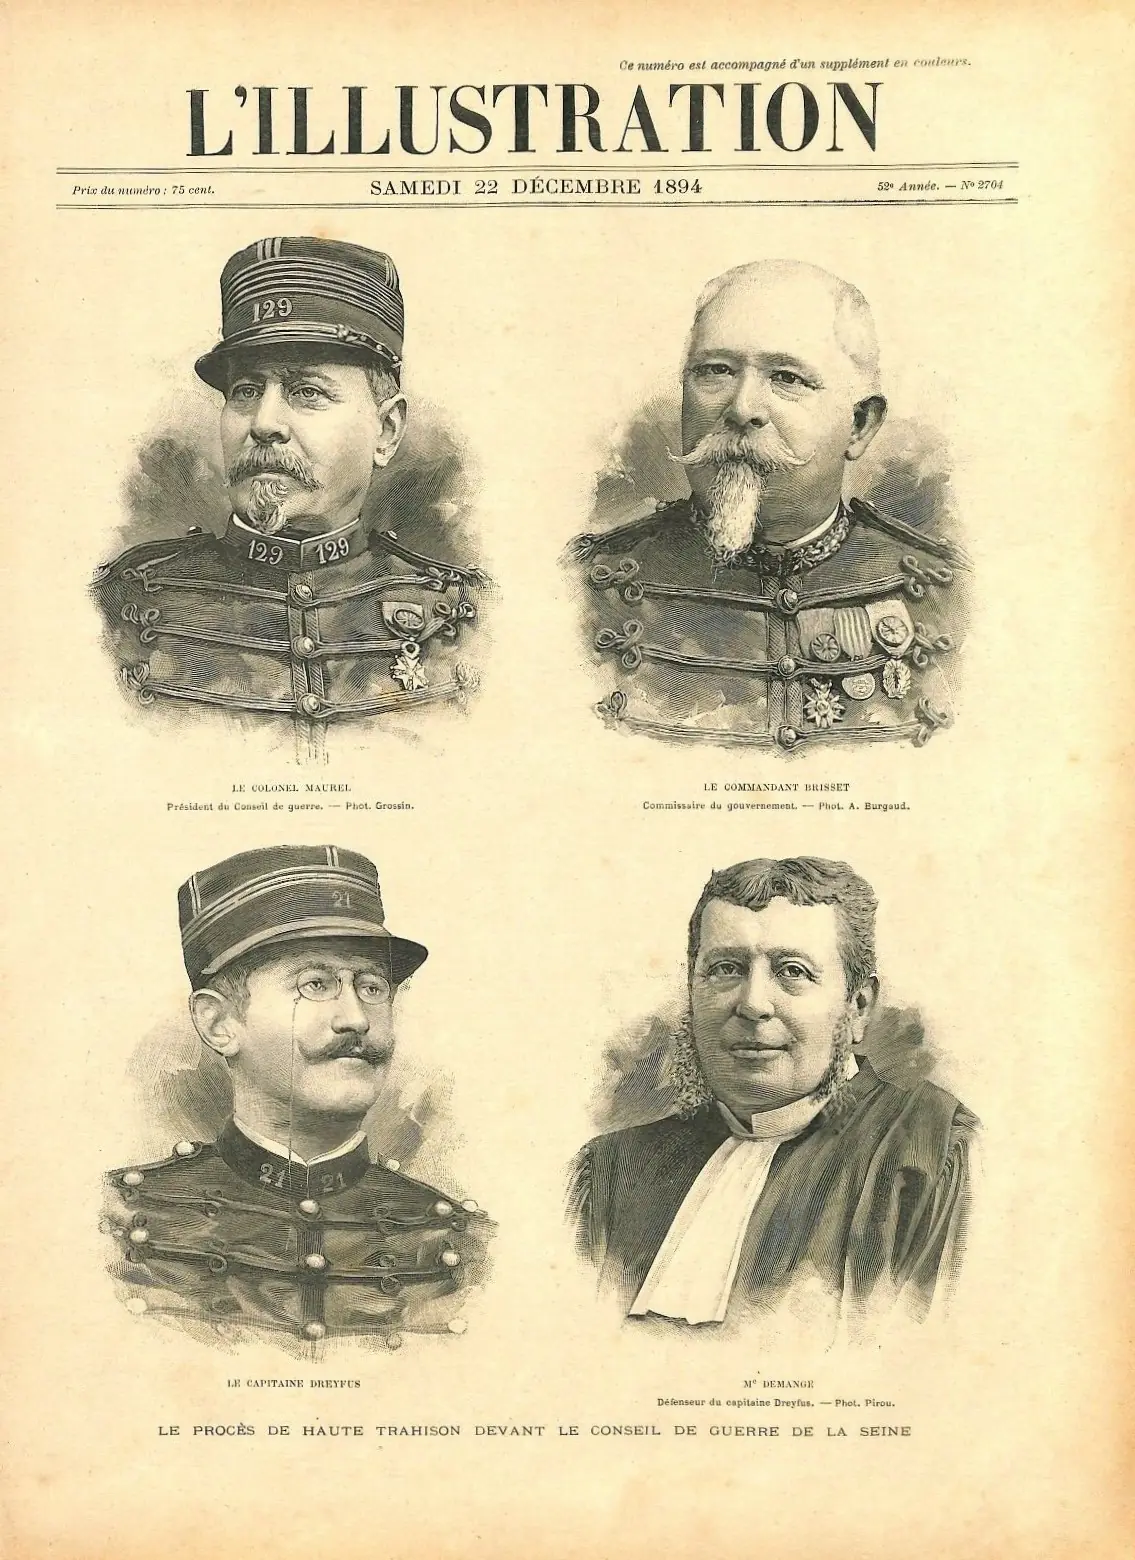 Ce numéro est accompagné d'un supplément en couleurs.
L'ILLUSTRATION
Prix du numéro : 75 cent.
SAMEDI 22 DÉCEMBRE 1894
52e Année. — No 2704
129
129 129
LE COLONEL MAUREL
Président du Conseil de guerre. — Phot. Grossin.
LE COMMANDANT BRISSET
Commissaire du gouvernement. — Phot. A. Burgaud.
21
21 21
LE CAPITAINE DREYFUS
Me DEMANGE
Défenseur du capitaine Dreyfus. — Phot. Pirou.
LE PROCÈS DE HAUTE TRAHISON DEVANT LE CONSEIL DE GUERRE DE LA SEINE